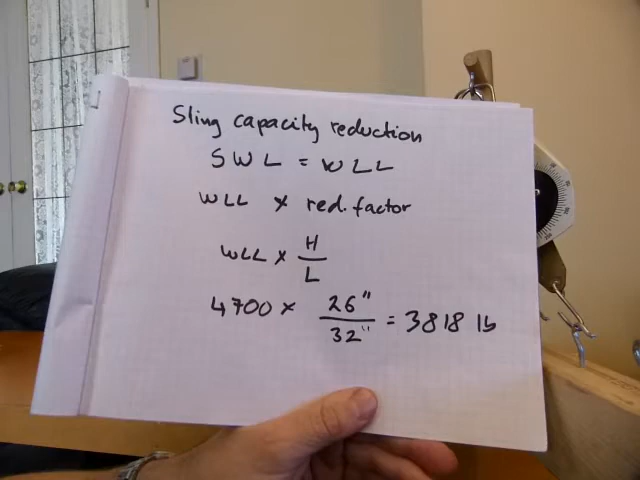 Sling capacity reduction
SWL = WLL
WLL x red. factor
WLL x H
L
4700 x 26" = 3818 lb
32"